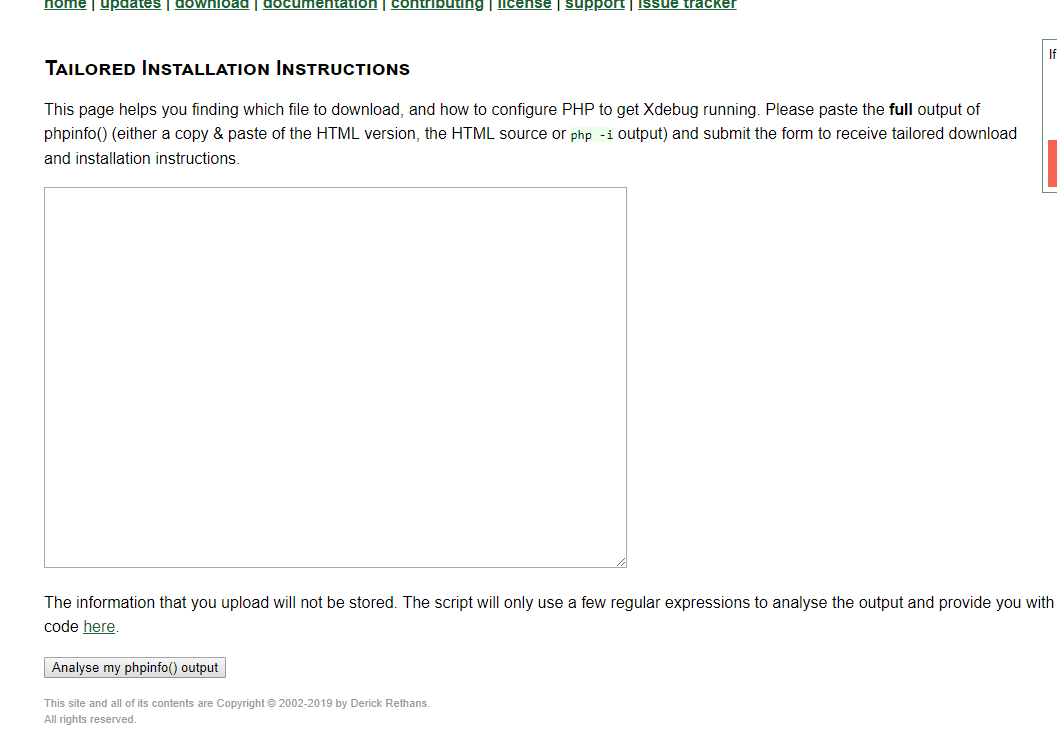 home | updates | download | documentation | contributing | license | support | issue tracker
If
Tailored Installation Instructions
This page helps you finding which file to download, and how to configure PHP to get Xdebug running. Please paste the full output of
phpinfo() (either a copy & paste of the HTML version, the HTML source or php -i output) and submit the form to receive tailored download
and installation instructions.
The information that you upload will not be stored. The script will only use a few regular expressions to analyse the output and provide you with
code here.
Analyse my phpinfo() output
This site and all of its contents are Copyright © 2002-2019 by Derick Rethans.
All rights reserved.